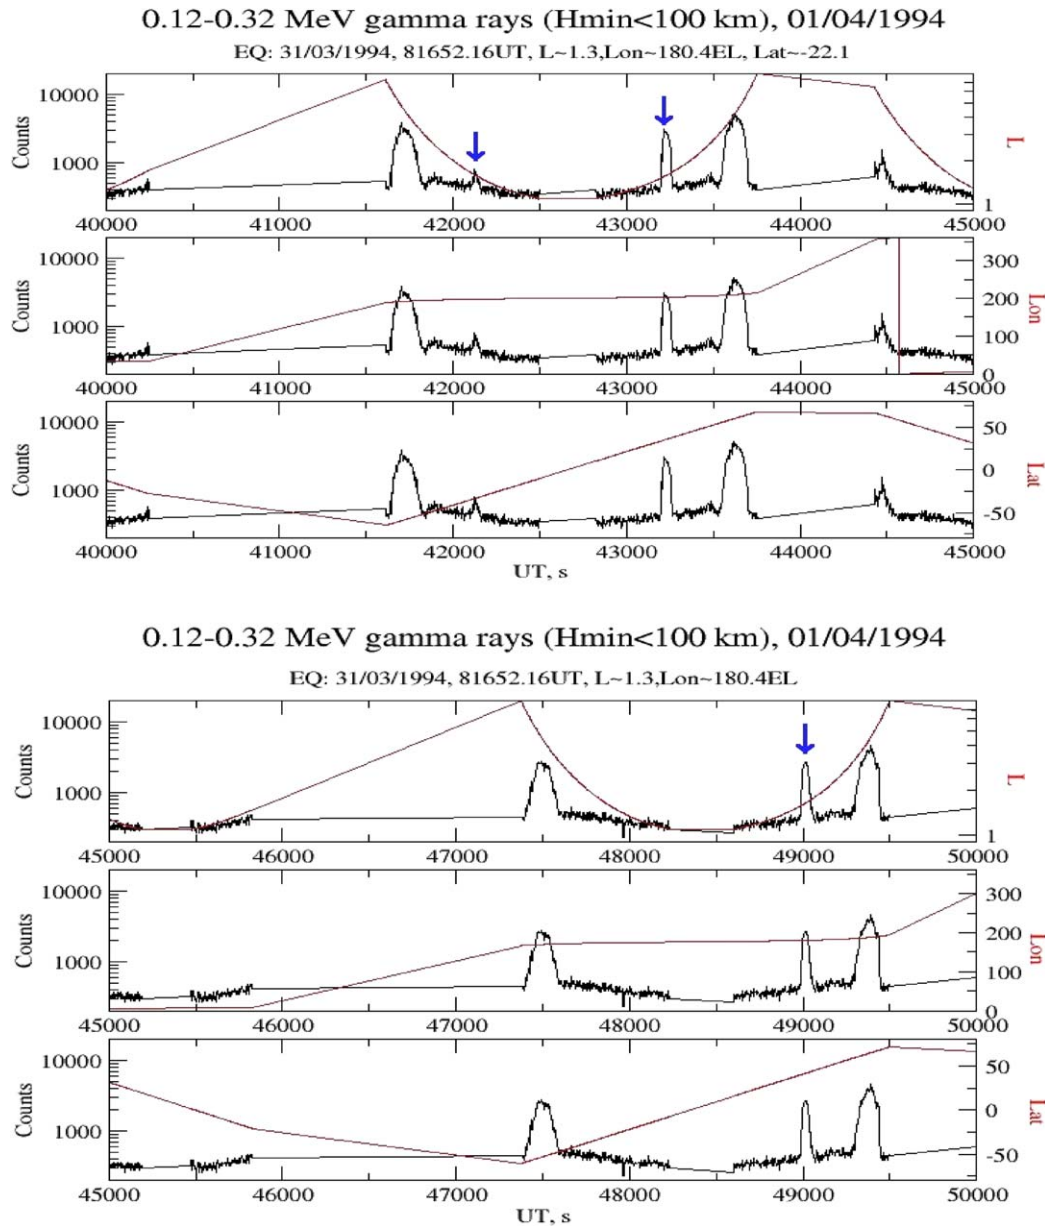 0.12-0.32 MeV gamma rays (Hmin<100 km), 01/04/1994
EQ: 31/03/1994, 81652.16UT, L~1.3,Lon~180.4EL, Lat~-22.1
10000
1000
Counts
L
1
40000 41000 42000 43000 44000 45000
10000
1000
Counts
300
200
100
0
Lon
40000 41000 42000 43000 44000 45000
10000
1000
Counts
50
0
-50
Lat
40000 41000 42000 43000 44000 45000
UT, s
0.12-0.32 MeV gamma rays (Hmin<100 km), 01/04/1994
EQ: 31/03/1994, 81652.16UT, L~1.3,Lon~180.4EL
10000
1000
Counts
L
1
45000 46000 47000 48000 49000 50000
10000
1000
Counts
300
200
100
0
Lon
45000 46000 47000 48000 49000 50000
10000
1000
Counts
50
0
-50
Lat
45000 46000 47000 48000 49000 50000
UT, s